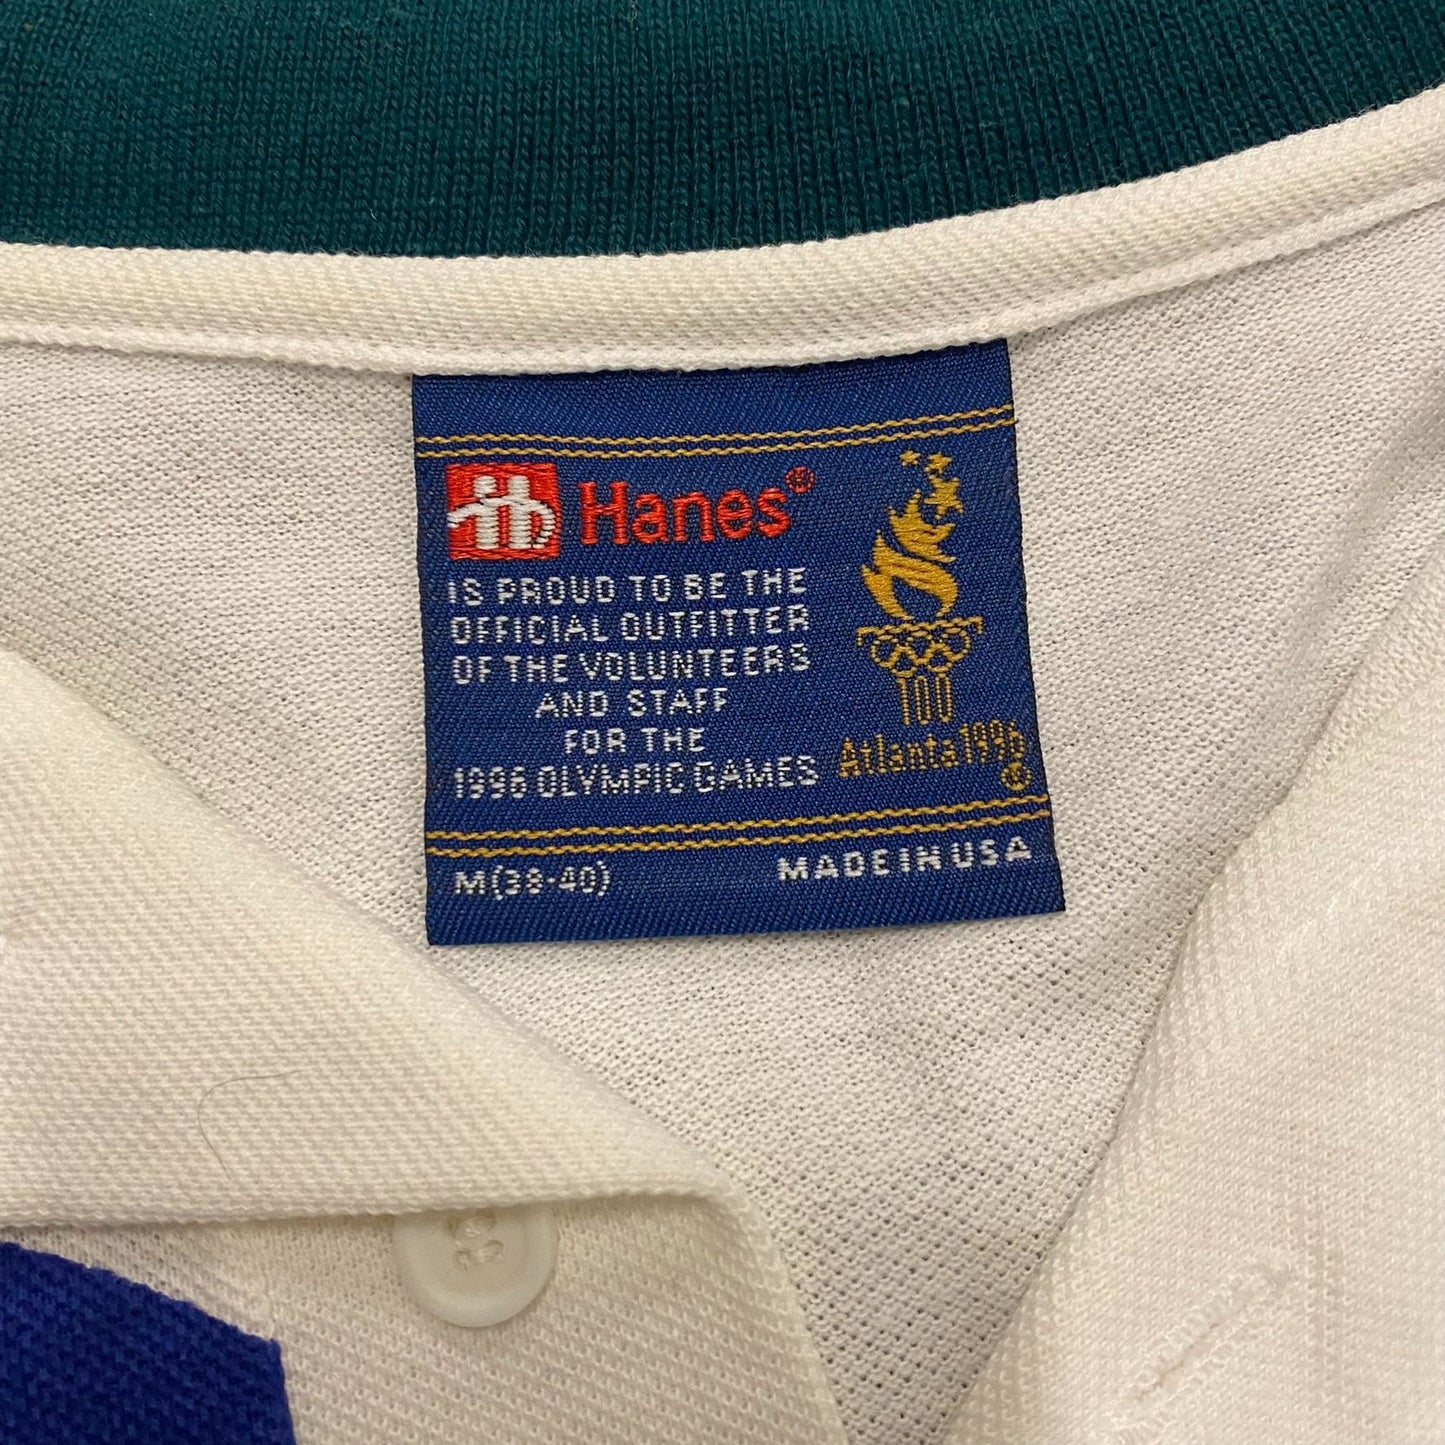 Hanes®
IS PROUD TO BE THE
OFFICIAL OUTFITTER
OF THE VOLUNTEERS
AND STAFF
FOR THE
1996 OLYMPIC GAMES
100
Atlanta 1996
®
M(38-40)
MADE IN USA